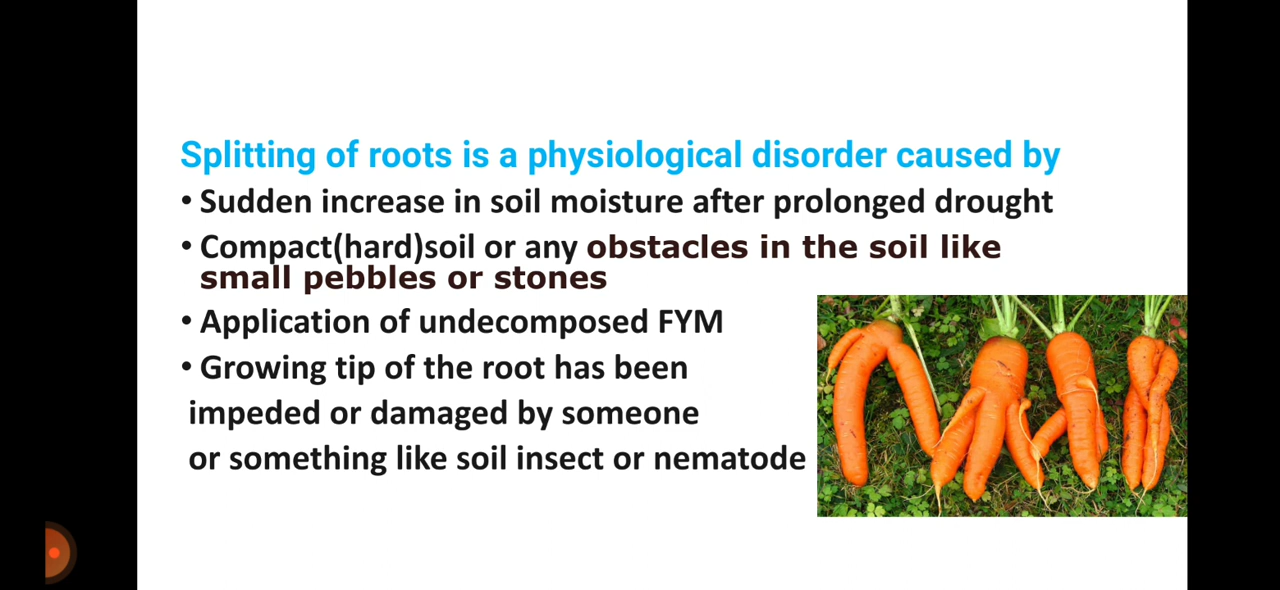 Splitting of roots is a physiological disorder caused by
• Sudden increase in soil moisture after prolonged drought
• Compact(hard)soil or any obstacles in the soil like
small pebbles or stones
• Application of undecomposed FYM
• Growing tip of the root has been
impeded or damaged by someone
or something like soil insect or nematode